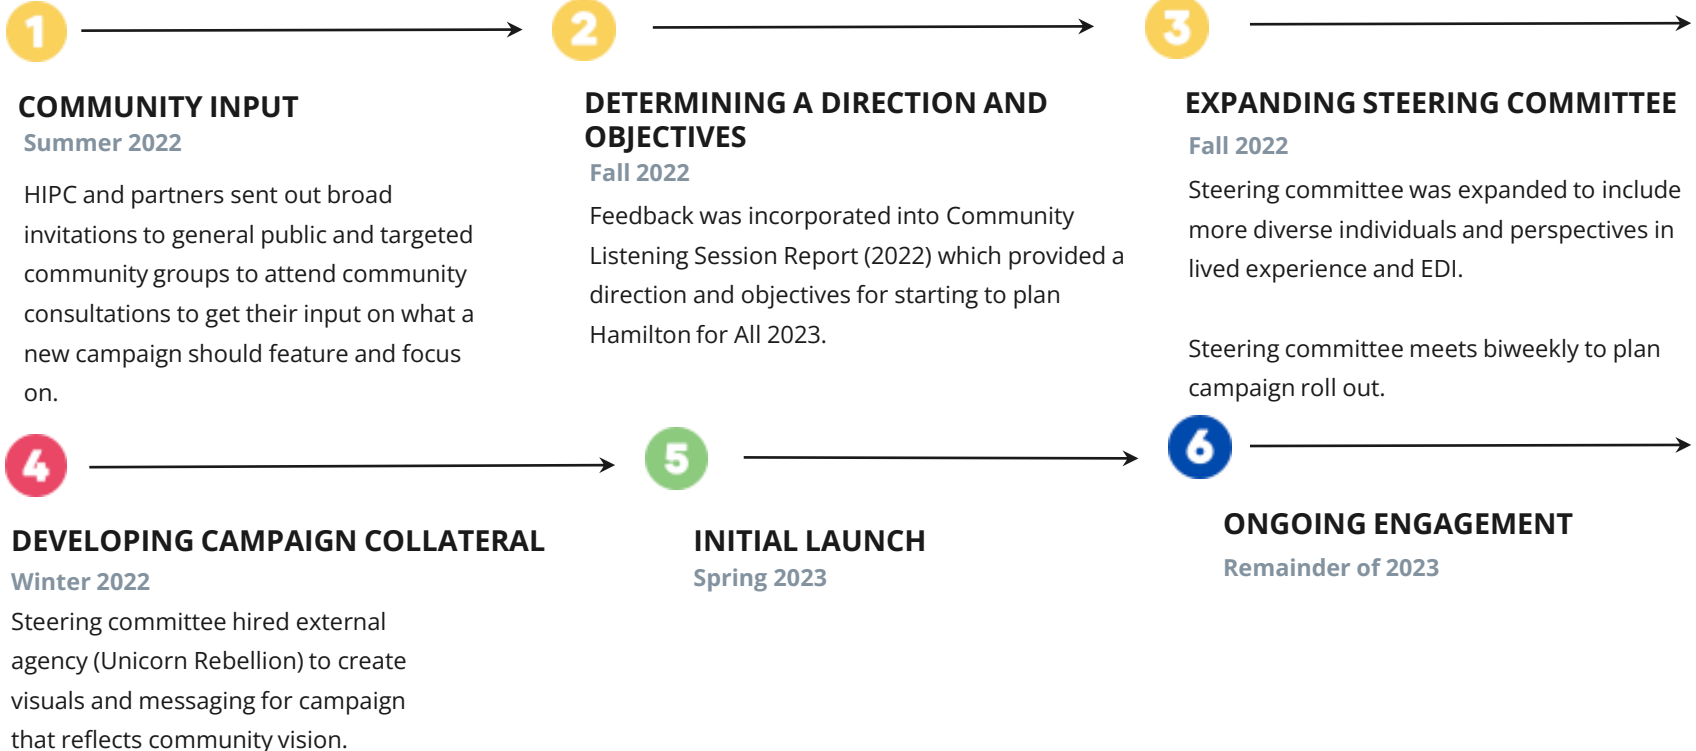 1
COMMUNITY INPUT
Summer 2022
HIPC and partners sent out broad
invitations to general public and targeted
community groups to attend community
consultations to get their input on what a
new campaign should feature and focus
on.
2
DETERMINING A DIRECTION AND
OBJECTIVES
Fall 2022
Feedback was incorporated into Community
Listening Session Report (2022) which provided a
direction and objectives for starting to plan
Hamilton for All 2023.
3
EXPANDING STEERING COMMITTEE
Fall 2022
Steering committee was expanded to include
more diverse individuals and perspectives in
lived experience and EDI.
Steering committee meets biweekly to plan
campaign roll out.
4
DEVELOPING CAMPAIGN COLLATERAL
Winter 2022
Steering committee hired external
agency (Unicorn Rebellion) to create
visuals and messaging for campaign
that reflects community vision.
5
INITIAL LAUNCH
Spring 2023
6
ONGOING ENGAGEMENT
Remainder of 2023